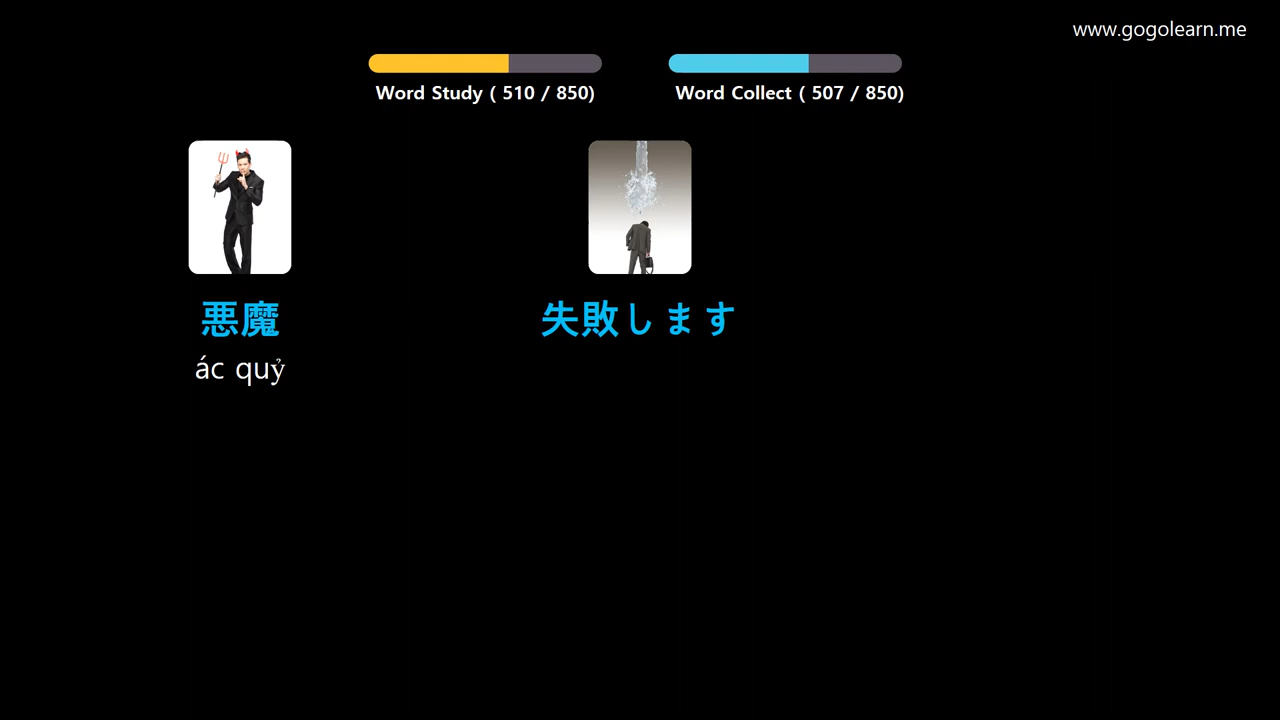 www.gogolearn.me
Word Study ( 510 / 850)
Word Collect ( 507 / 850)
悪魔
失敗します
ác quỷ